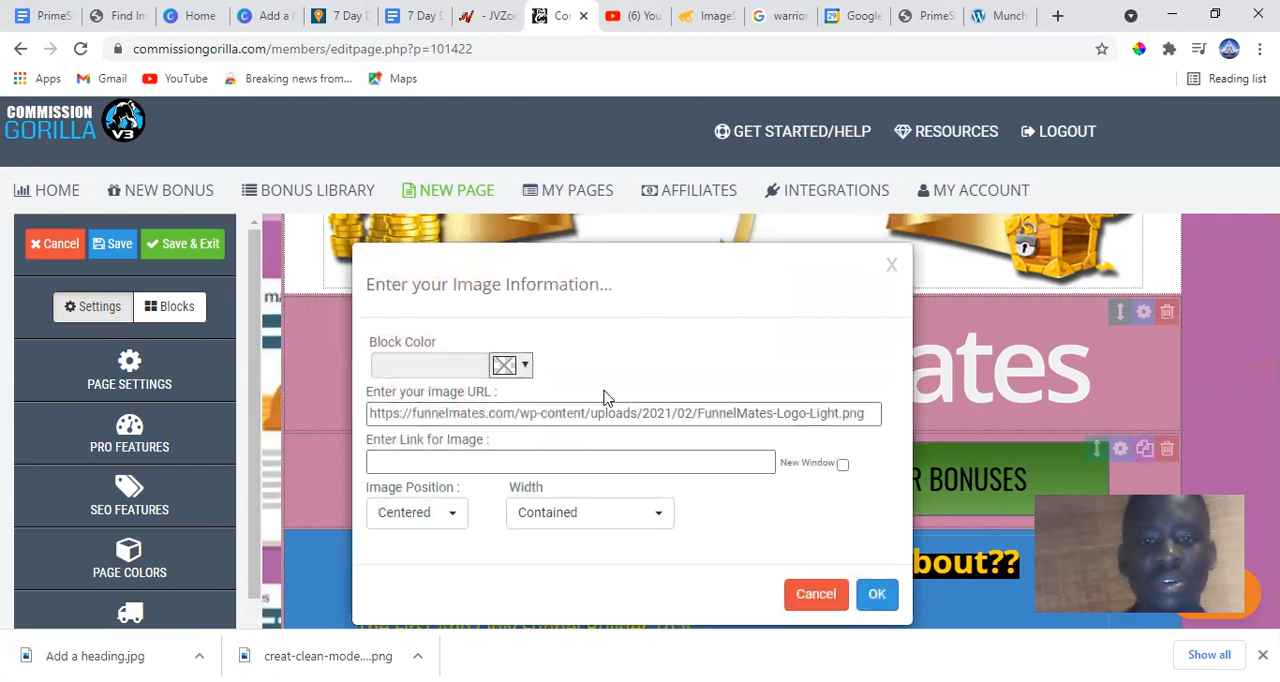 PrimeS
Find Im
Home
Add a h
7 Day D
7 Day D
- JVZoo
Co
(6) You
ImageS
warrior
Google
PrimeS
Munch
commissiongorilla.com/members/editpage.php?p=101422
Apps
Gmail
YouTube
Breaking news from...
Maps
Reading list
COMMISSION
GORILLA
V3
GET STARTED/HELP
RESOURCES
LOGOUT
HOME
NEW BONUS
BONUS LIBRARY
NEW PAGE
MY PAGES
AFFILIATES
INTEGRATIONS
MY ACCOUNT
Cancel
Save
Save & Exit
Settings
Blocks
PAGE SETTINGS
PRO FEATURES
SEO FEATURES
PAGE COLORS
Enter your Image Information...
X
Block Color
Enter your image URL :
https://funnelmates.com/wp-content/uploads/2021/02/FunnelMates-Logo-Light.png
Enter Link for Image :
New Window
Image Position :
Width
Centered
Contained
Cancel
OK
ates
R BONUSES
bout??
Add a heading.jpg
creat-clean-mode....png
Show all